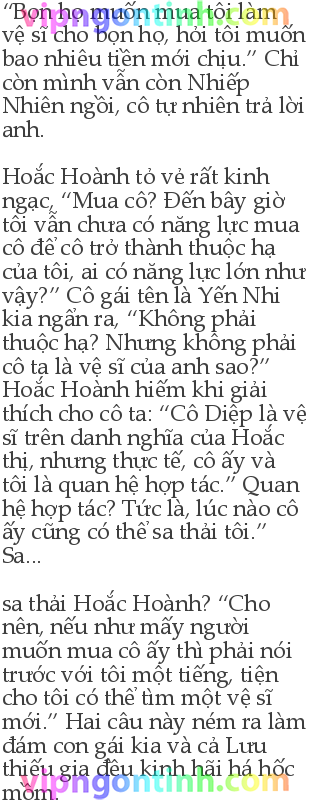 “Bọn họ muốn mua tôi làm
vipngontinh.com
vệ sĩ cho bọn họ, hỏi tôi muốn
bao nhiêu tiền mới chịu.” Chỉ
còn mình vẫn còn Nhiếp
Nhiên ngồi, cô tự nhiên trả lời
anh.

Hoắc Hoành tỏ vẻ rất kinh
ngạc, “Mua cô? Đến bây giờ
tôi vẫn chưa có năng lực mua
cô để cô trở thành thuộc hạ
của tôi, ai có năng lực lớn như
vậy?” Cô gái tên là Yến Nhi
kia ngẩn ra, “Không phải
thuộc hạ? Nhưng không phải
cô ta là vệ sĩ của anh sao?”
Hoắc Hoành hiếm khi giải
thích cho cô ta: “Cô Diệp là vệ
sĩ trên danh nghĩa của Hoắc
thị, nhưng thực tế, cô ấy và
tôi là quan hệ hợp tác.” Quan
hệ hợp tác? Tức là, lúc nào cô
ấy cũng có thể sa thải tôi.”
Sa...

sa thải Hoắc Hoành? “Cho
nên, nếu như mấy người
muốn mua cô ấy thì phải nói
trước với tôi một tiếng, tiện
cho tôi có thể tìm một vệ sĩ
mới.” Hai câu này ném ra làm
đám con gái kia và cả Lưu
thiếu gia đều kinh hãi há hốc
vipngontinh.com
mồm.